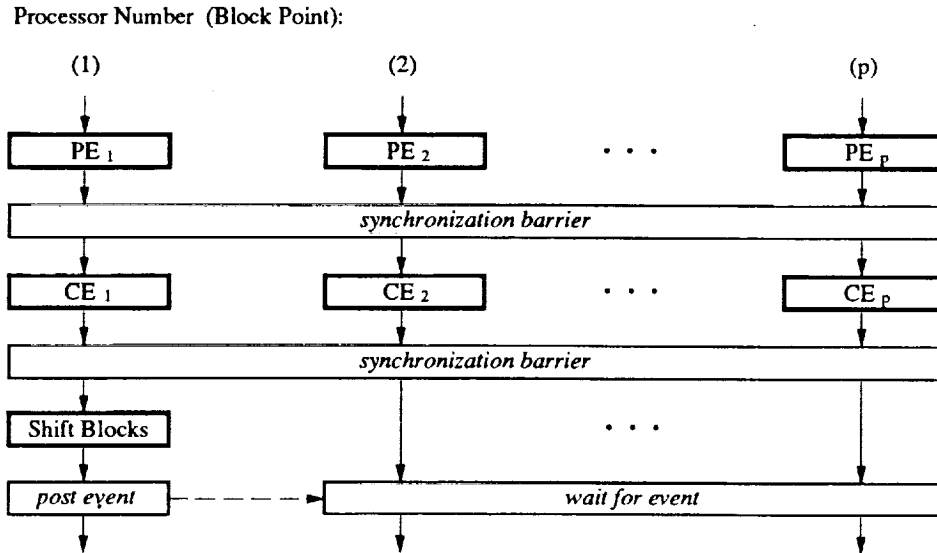 Processor Number (Block Point):
(1) (2) (p)
PE 1 PE 2 . . . PE p
synchronization barrier
CE 1 CE 2 . . . CE p
synchronization barrier
Shift Blocks . . .
post event wait for event